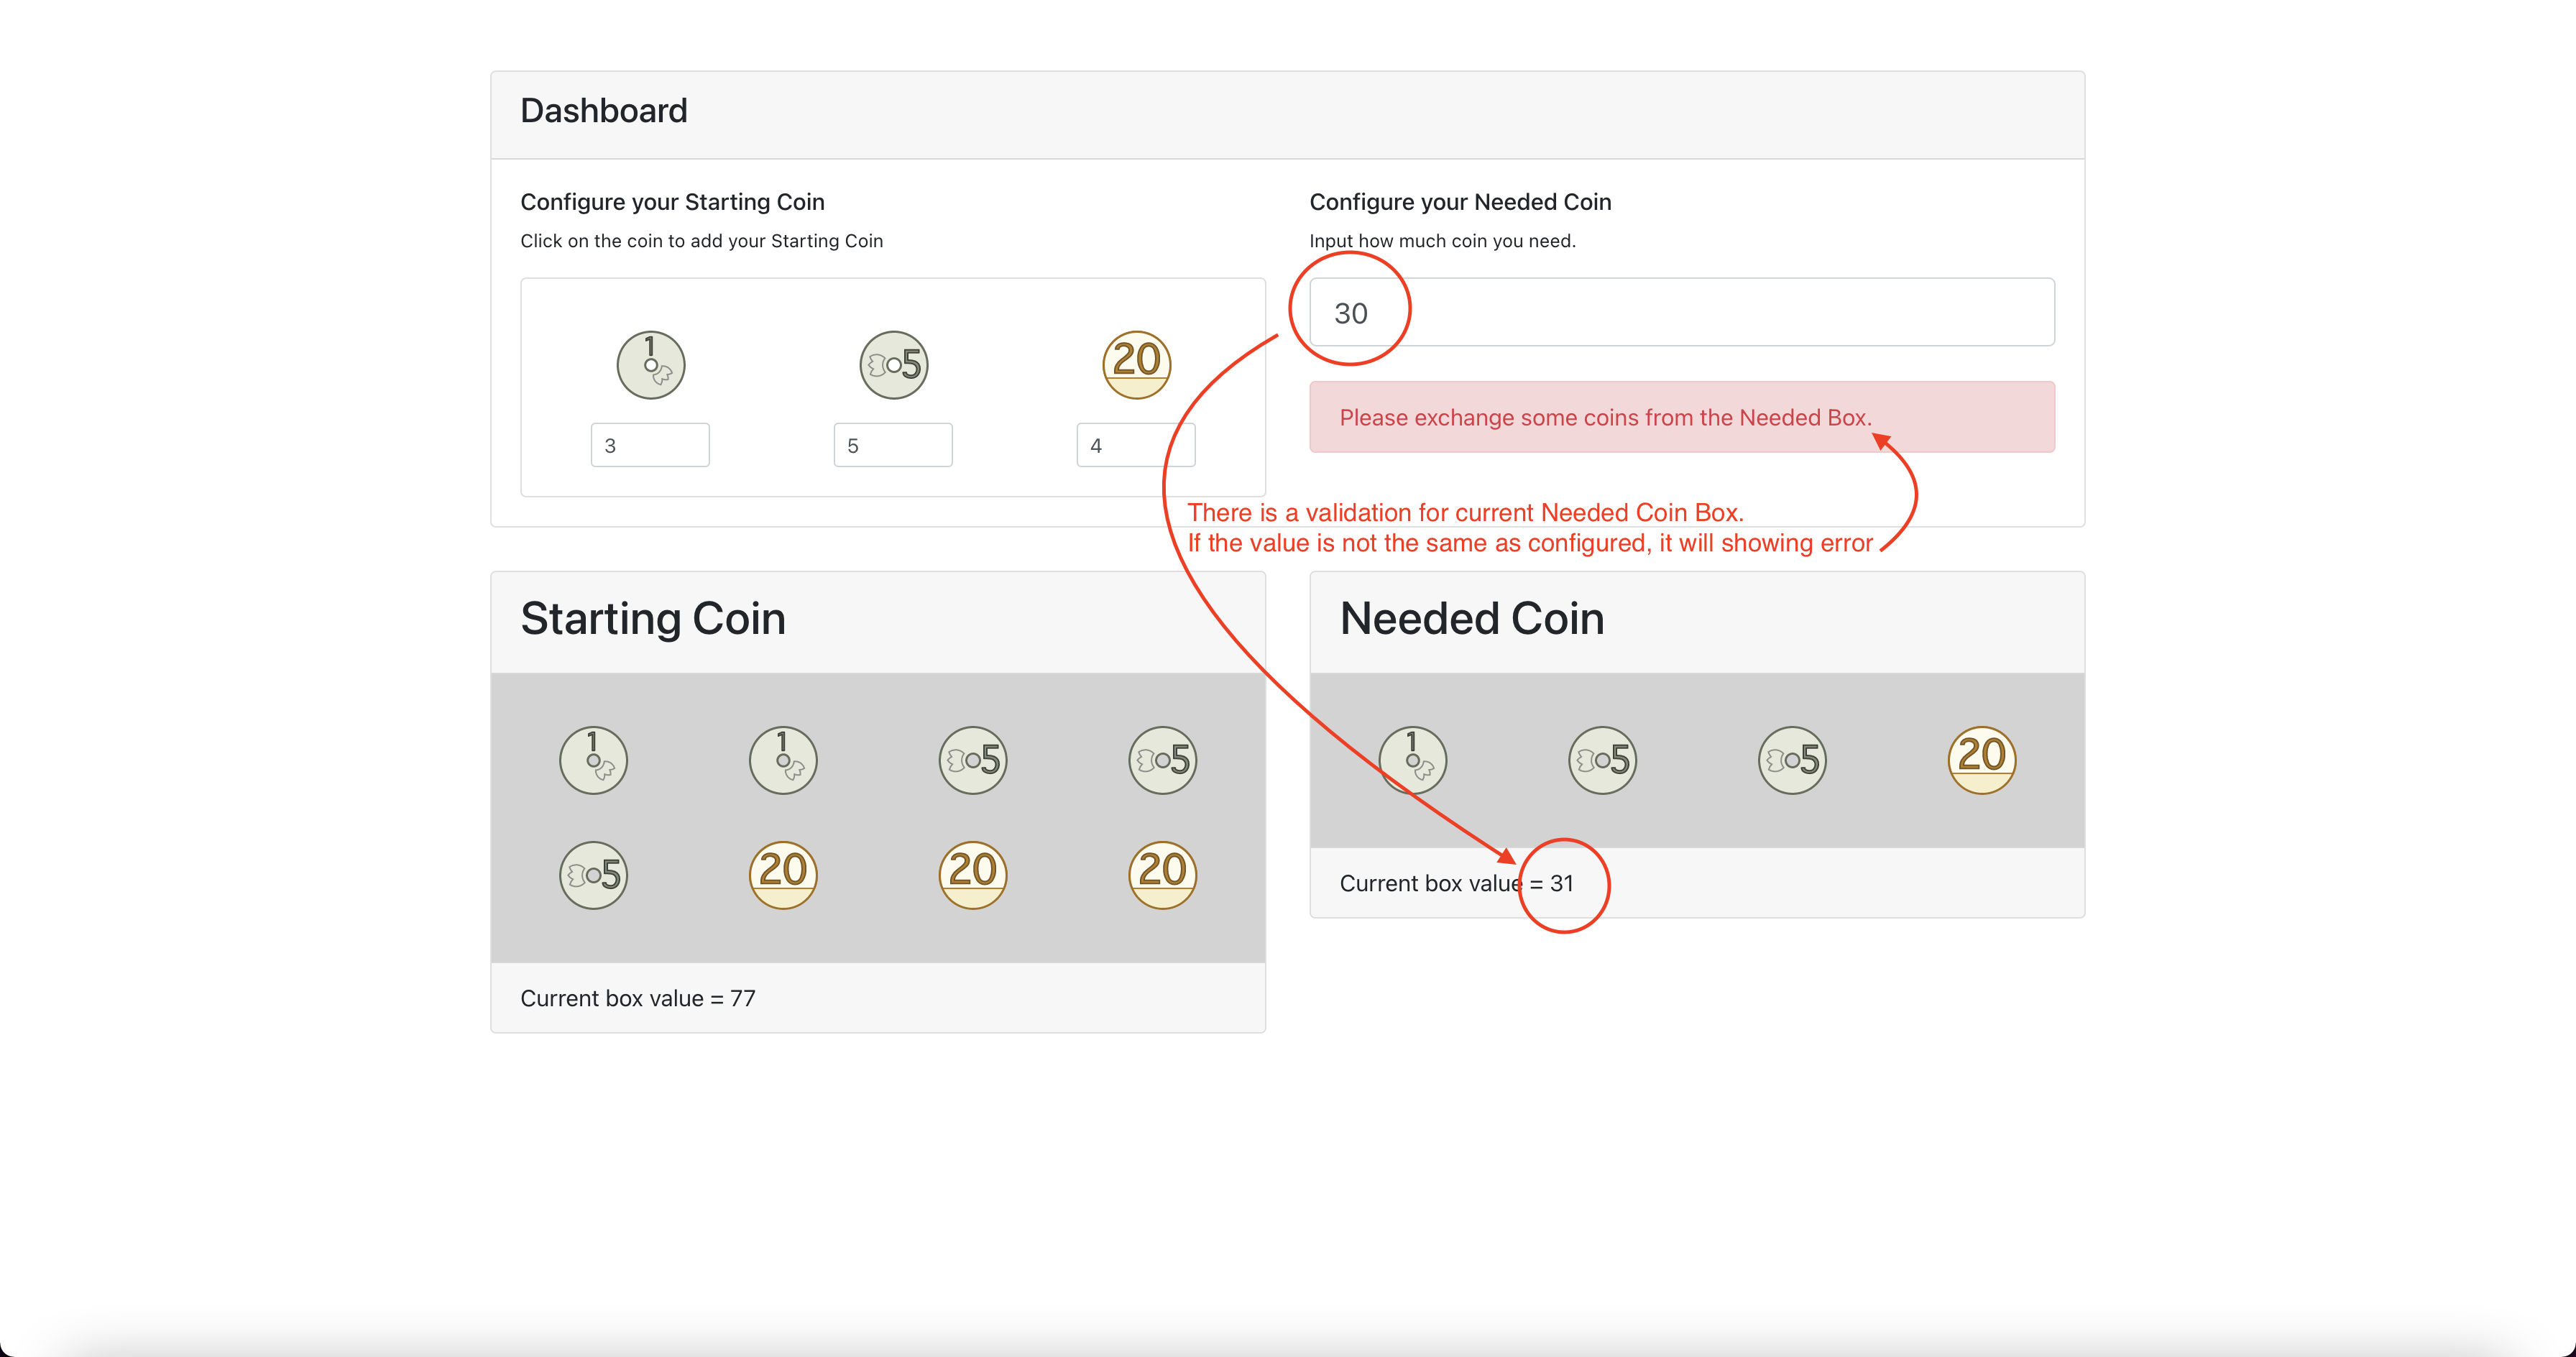 Dashboard
Configure your Starting Coin
Click on the coin to add your Starting Coin
1
5
20
3
5
4
Configure your Needed Coin
Input how much coin you need.
30
Please exchange some coins from the Needed Box.
There is a validation for current Needed Coin Box.
If the value is not the same as configured, it will showing error
Starting Coin
1
1
5
5
5
20
20
20
Current box value = 77
Needed Coin
1
5
5
20
Current box value = 31